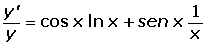 y'/y = cos x ln x + sen x 1/x